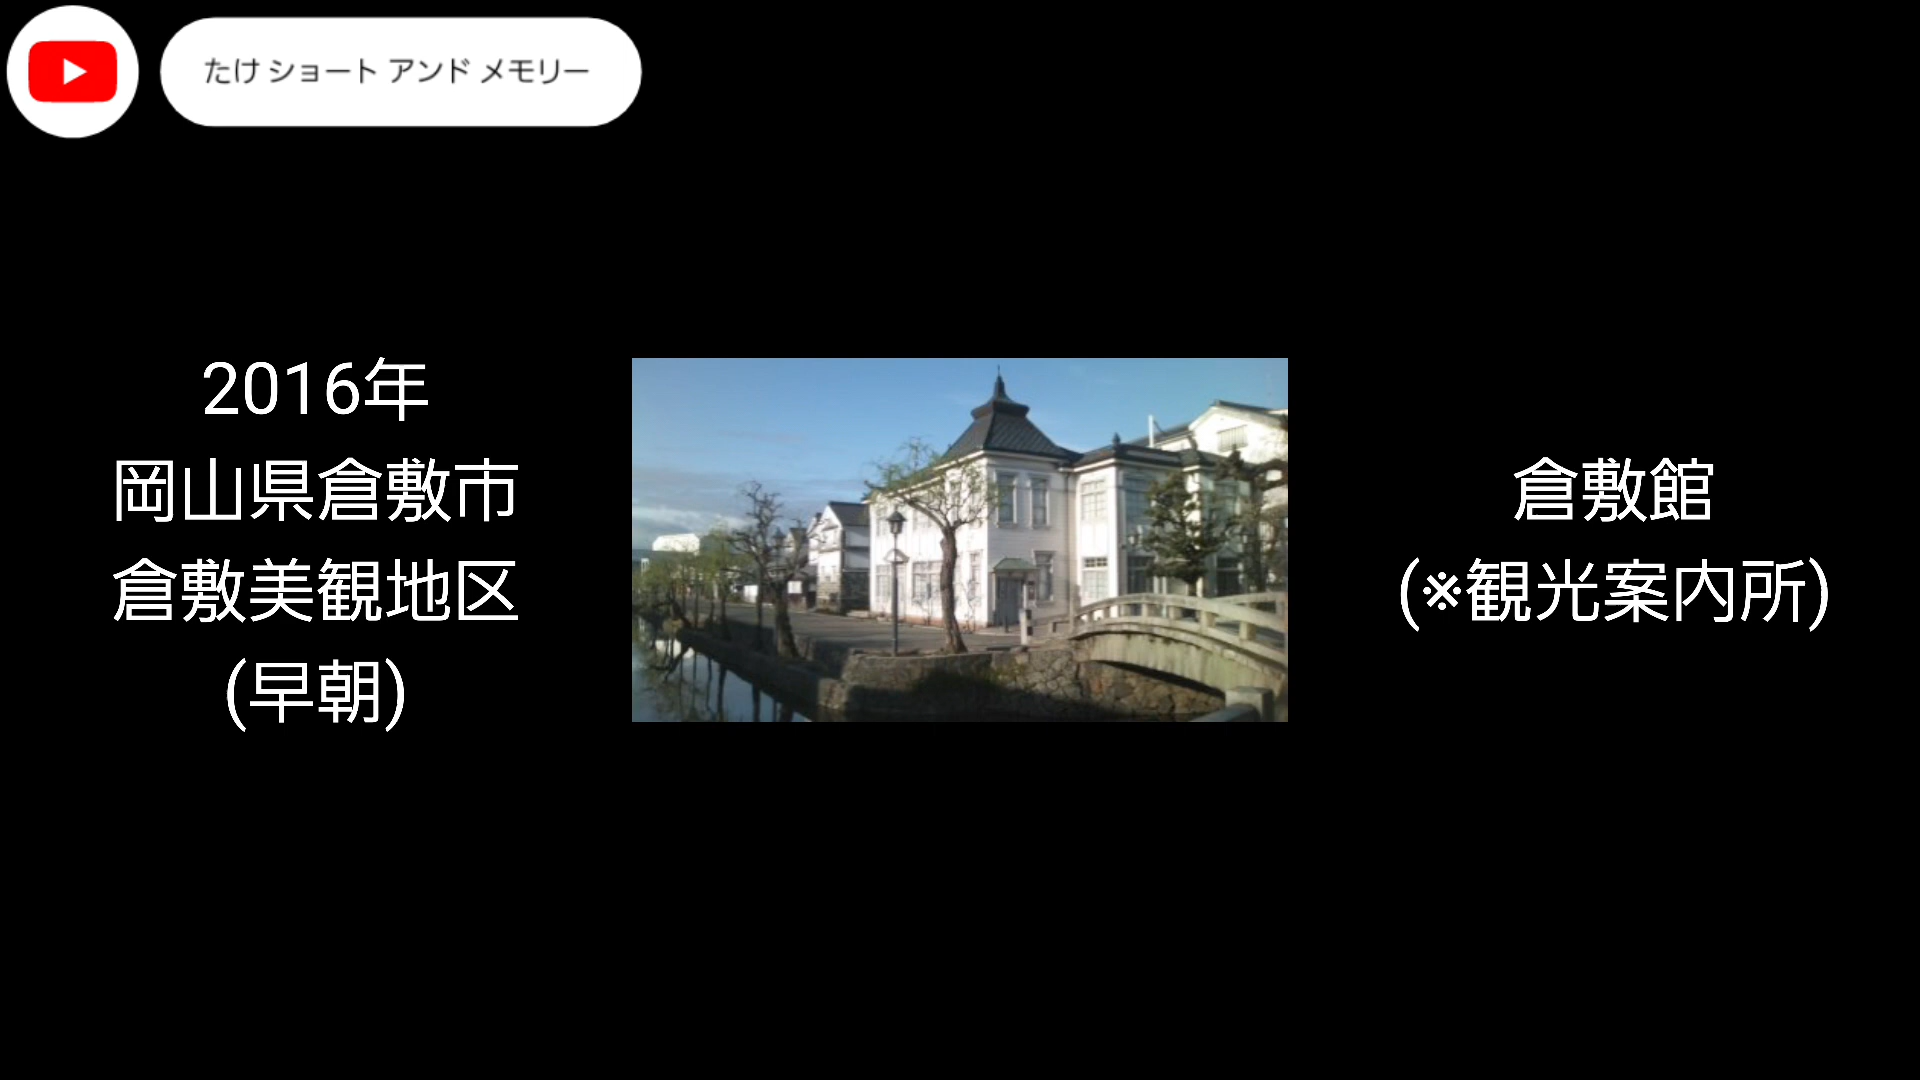 たけ ショート アンド メモリー
2016年
岡山県倉敷市
倉敷美観地区
(早朝)
倉敷館
(※観光案内所)